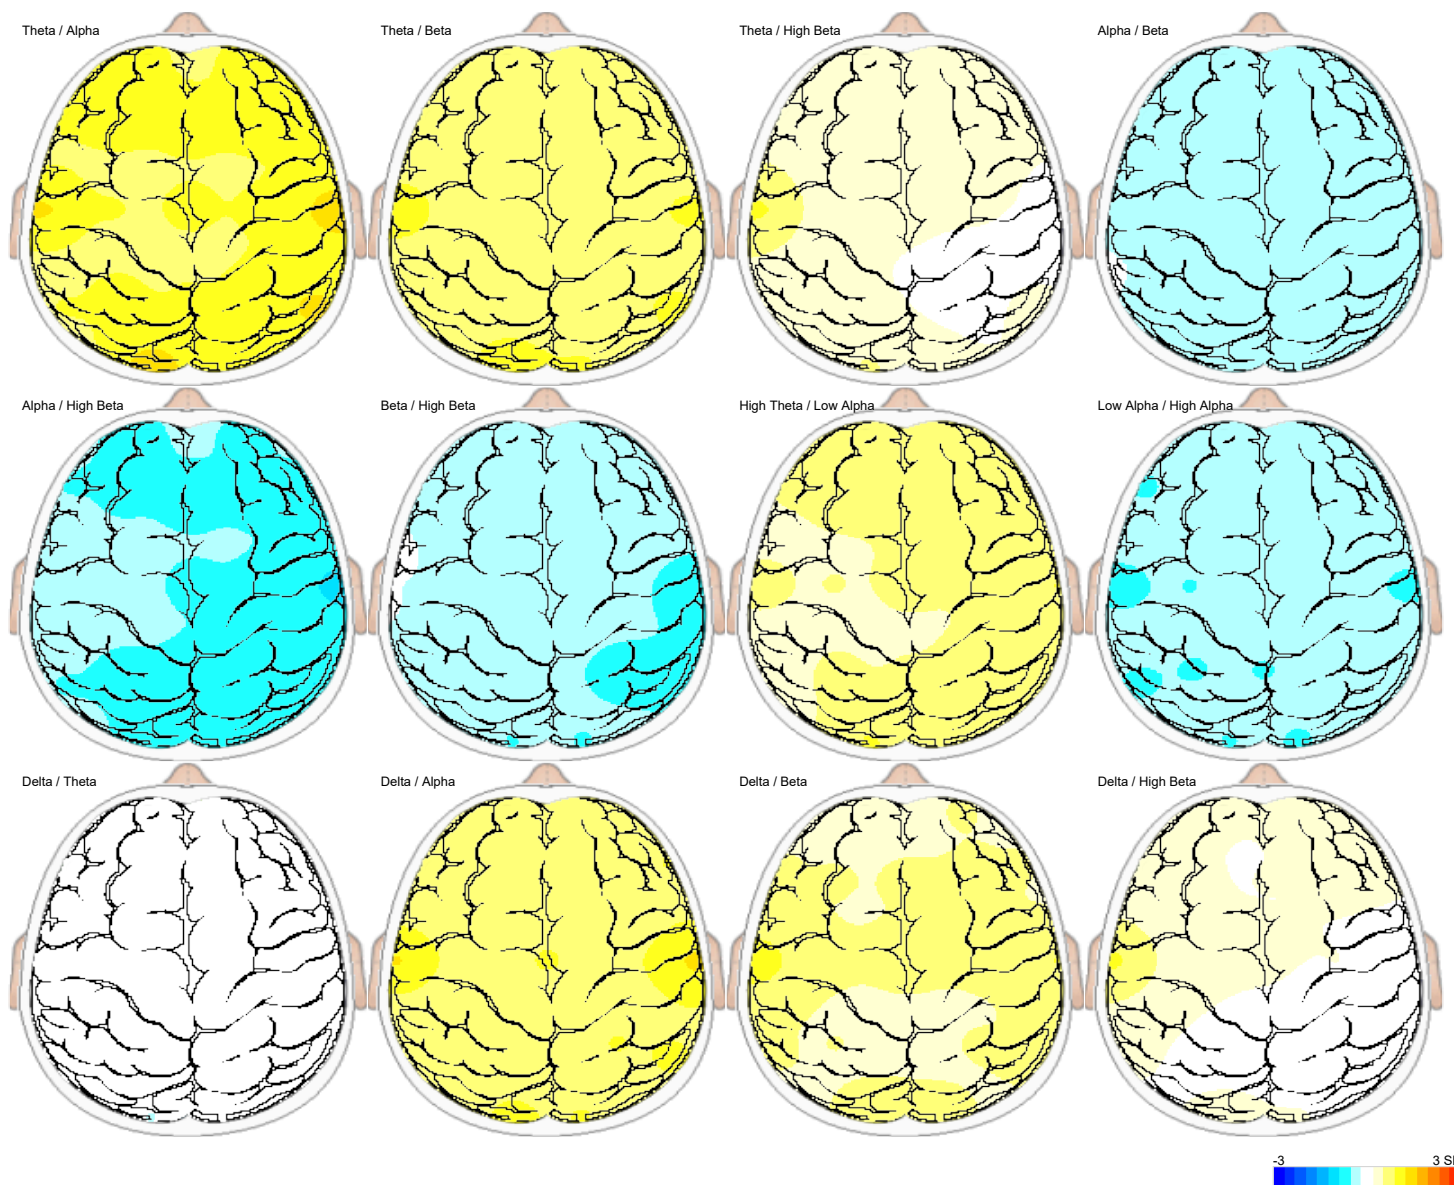 Theta / Alpha
Theta / Beta
Theta / High Beta
Alpha / Beta
Alpha / High Beta
Beta / High Beta
High Theta / Low Alpha
Low Alpha / High Alpha
Delta / Theta
Delta / Alpha
Delta / Beta
Delta / High Beta
-3 3